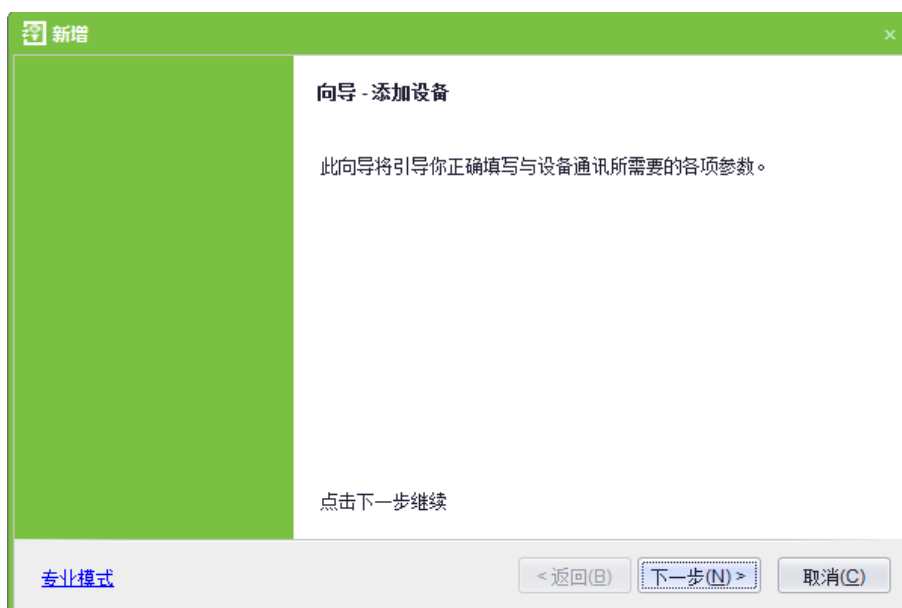 新增
向导 - 添加设备
此向导将引导你正确填写与设备通讯所需要的各项参数。
点击下一步继续
专业模式
< 返回(B)
下一步(N) >
取消(C)